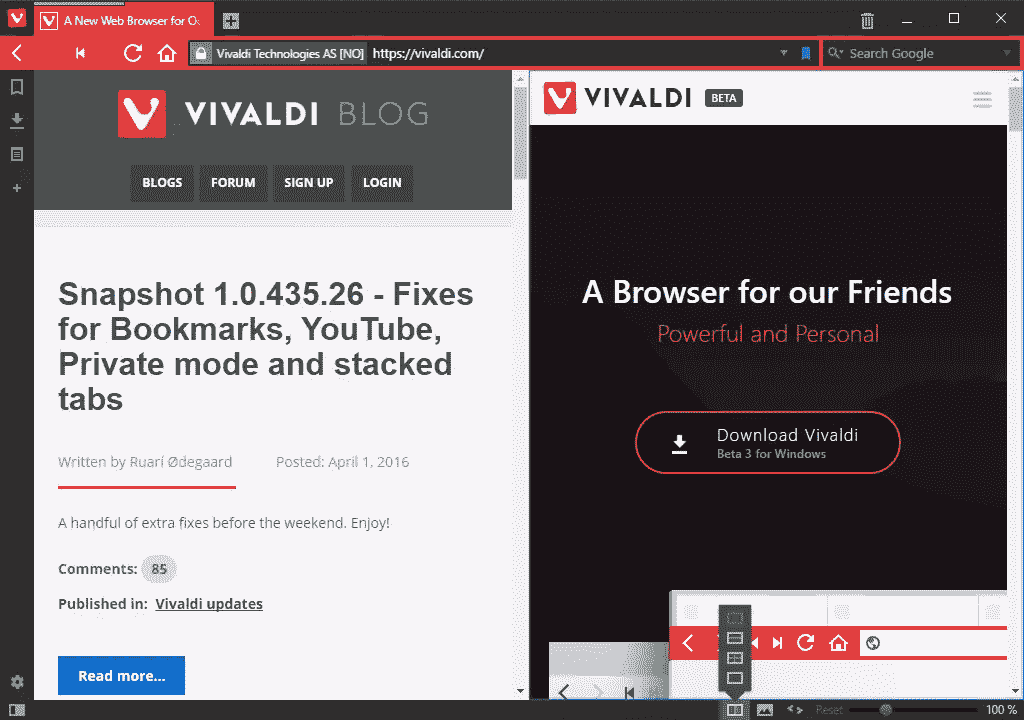 A New Web Browser for O
Vivaldi Technologies AS [NO] https://vivaldi.com/
Search Google
VIVALDI BLOG
BLOGS FORUM SIGN UP LOGIN
Snapshot 1.0.435.26 - Fixes
for Bookmarks, YouTube,
Private mode and stacked
tabs
Written by Ruarí Ødegaard Posted: April 1, 2016
A handful of extra fixes before the weekend. Enjoy!
Comments: 85
Published in: Vivaldi updates
Read more...
VIVALDI BETA
A Browser for our Friends
Powerful and Personal
Download Vivaldi
Beta 3 for Windows
Reset 100 %